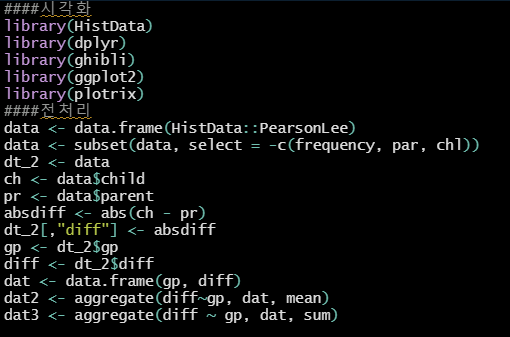 ####시각화
library(HistData)
library(dplyr)
library(ghibli)
library(ggplot2)
library(plotrix)
####전처리
data <- data.frame(HistData::PearsonLee)
data <- subset(data, select = -c(frequency, par, chl))
dt_2 <- data
ch <- data$child
pr <- data$parent
absdiff <- abs(ch - pr)
dt_2[,"diff"] <- absdiff
gp <- dt_2$gp
diff <- dt_2$diff
dat <- data.frame(gp, diff)
dat2 <- aggregate(diff~gp, dat, mean)
dat3 <- aggregate(diff ~ gp, dat, sum)